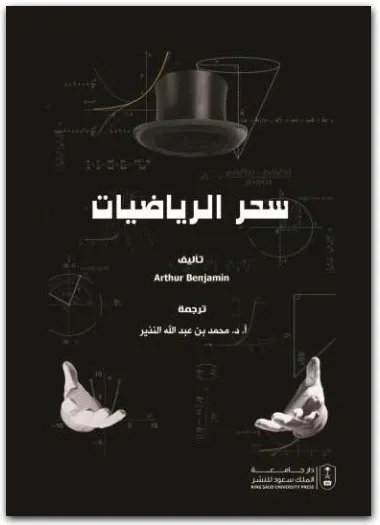 سحر الرياضيات
تأليف
Arthur Benjamin
ترجمة
أ. د. محمد بن عبد الله النذير
دار جامعة
الملك سعود للنشر
KING SAUD UNIVERSITY PRESS